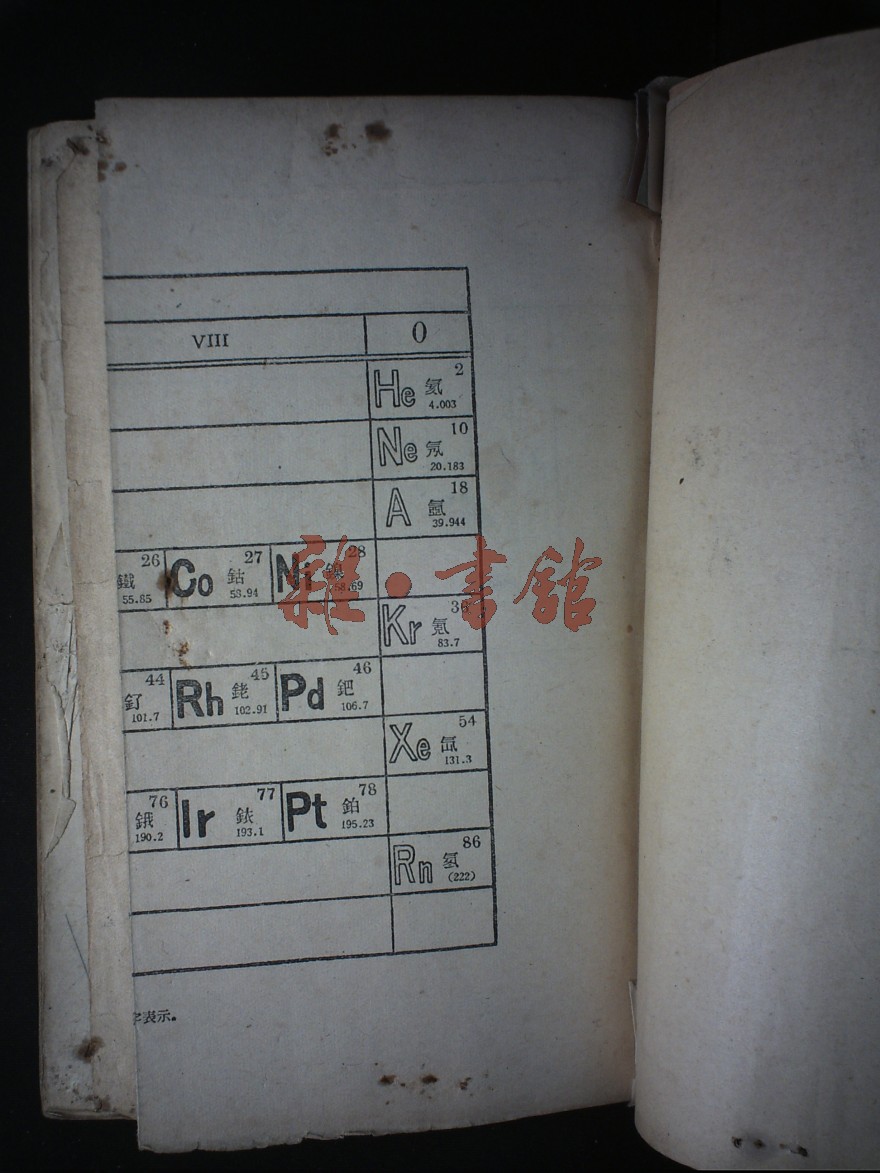 VIII 0
He 氦 2
4.003
Ne 氖 10
20.183
A 氬 18
39.944
鐵 26 Co 鈷 27 Ni 鎳 28
55.85 58.94 58.69
Kr 氪 36
83.7
釕 44 Rh 銠 45 Pd 鈀 46
101.7 102.91 106.7
Xe 氙 54
131.3
鋨 76 Ir 銥 77 Pt 鉑 78
190.2 193.1 195.23
Rn 氡 86
(222)
字表示。
雜·書館